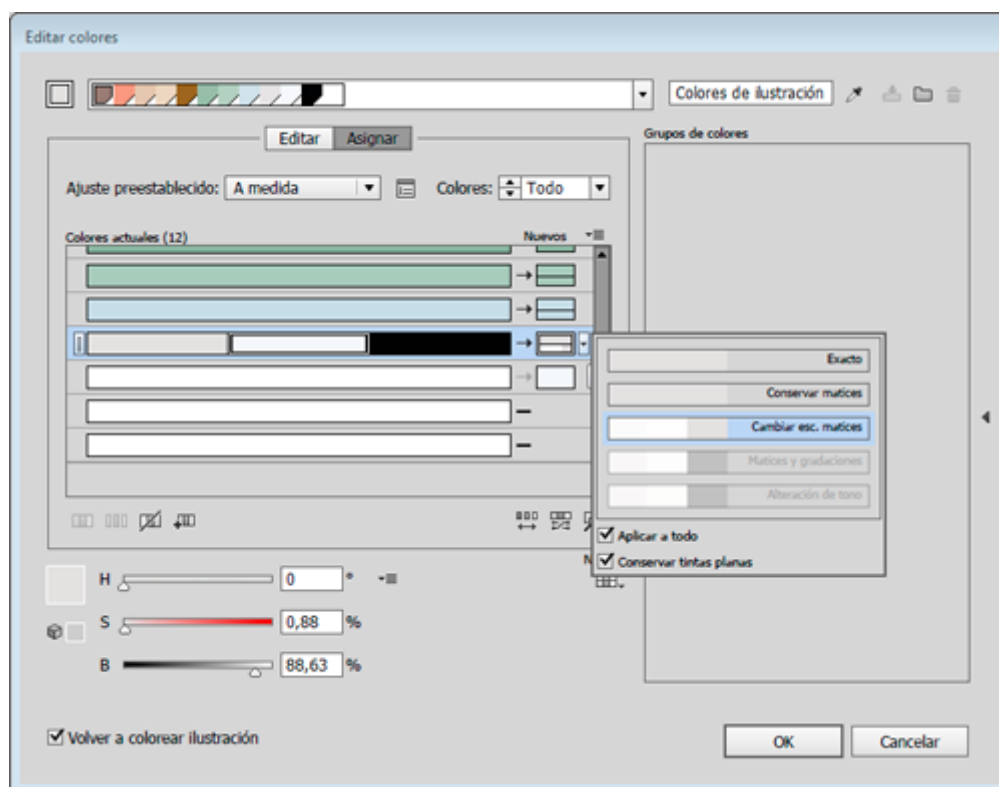 Editar colores
Colores de ilustración
Editar Asignar
Grupos de colores
Ajuste preestablecido: A medida Colores: Todo
Colores actuales (12) Nuevos
Exacto
Conservar matices
Cambiar esc. matices
Matices y gradaciones
Alteración de tono
Aplicar a todo
Conservar tintas planas
N
H 0 °
S 0,88 %
B 88,63 %
Volver a colorear ilustración
OK Cancelar